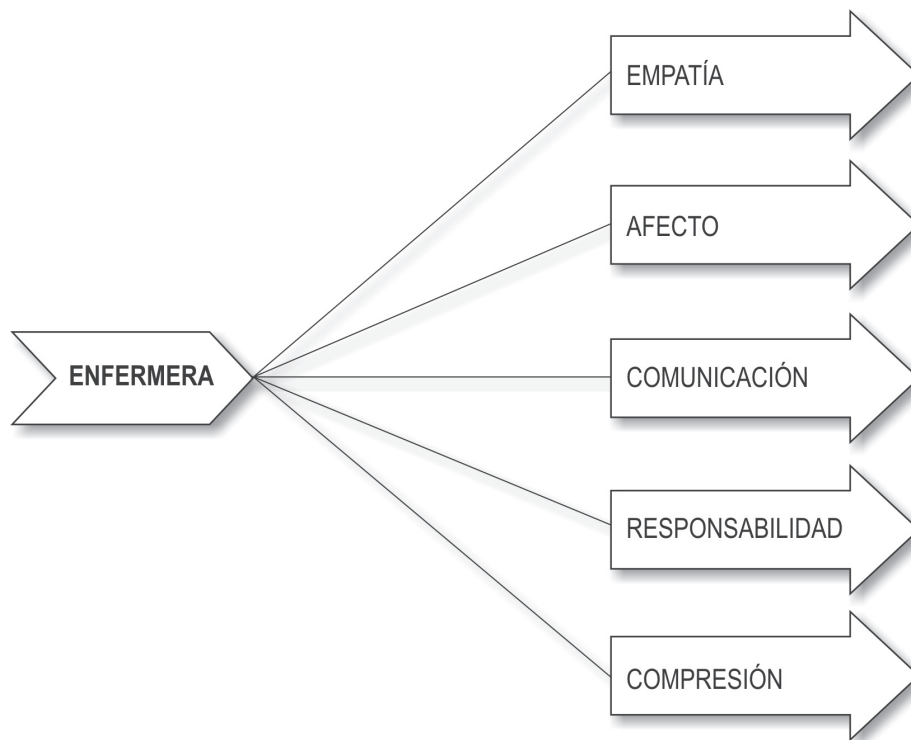 EMPATÍA
AFECTO
ENFERMERA
COMUNICACIÓN
RESPONSABILIDAD
COMPRESIÓN